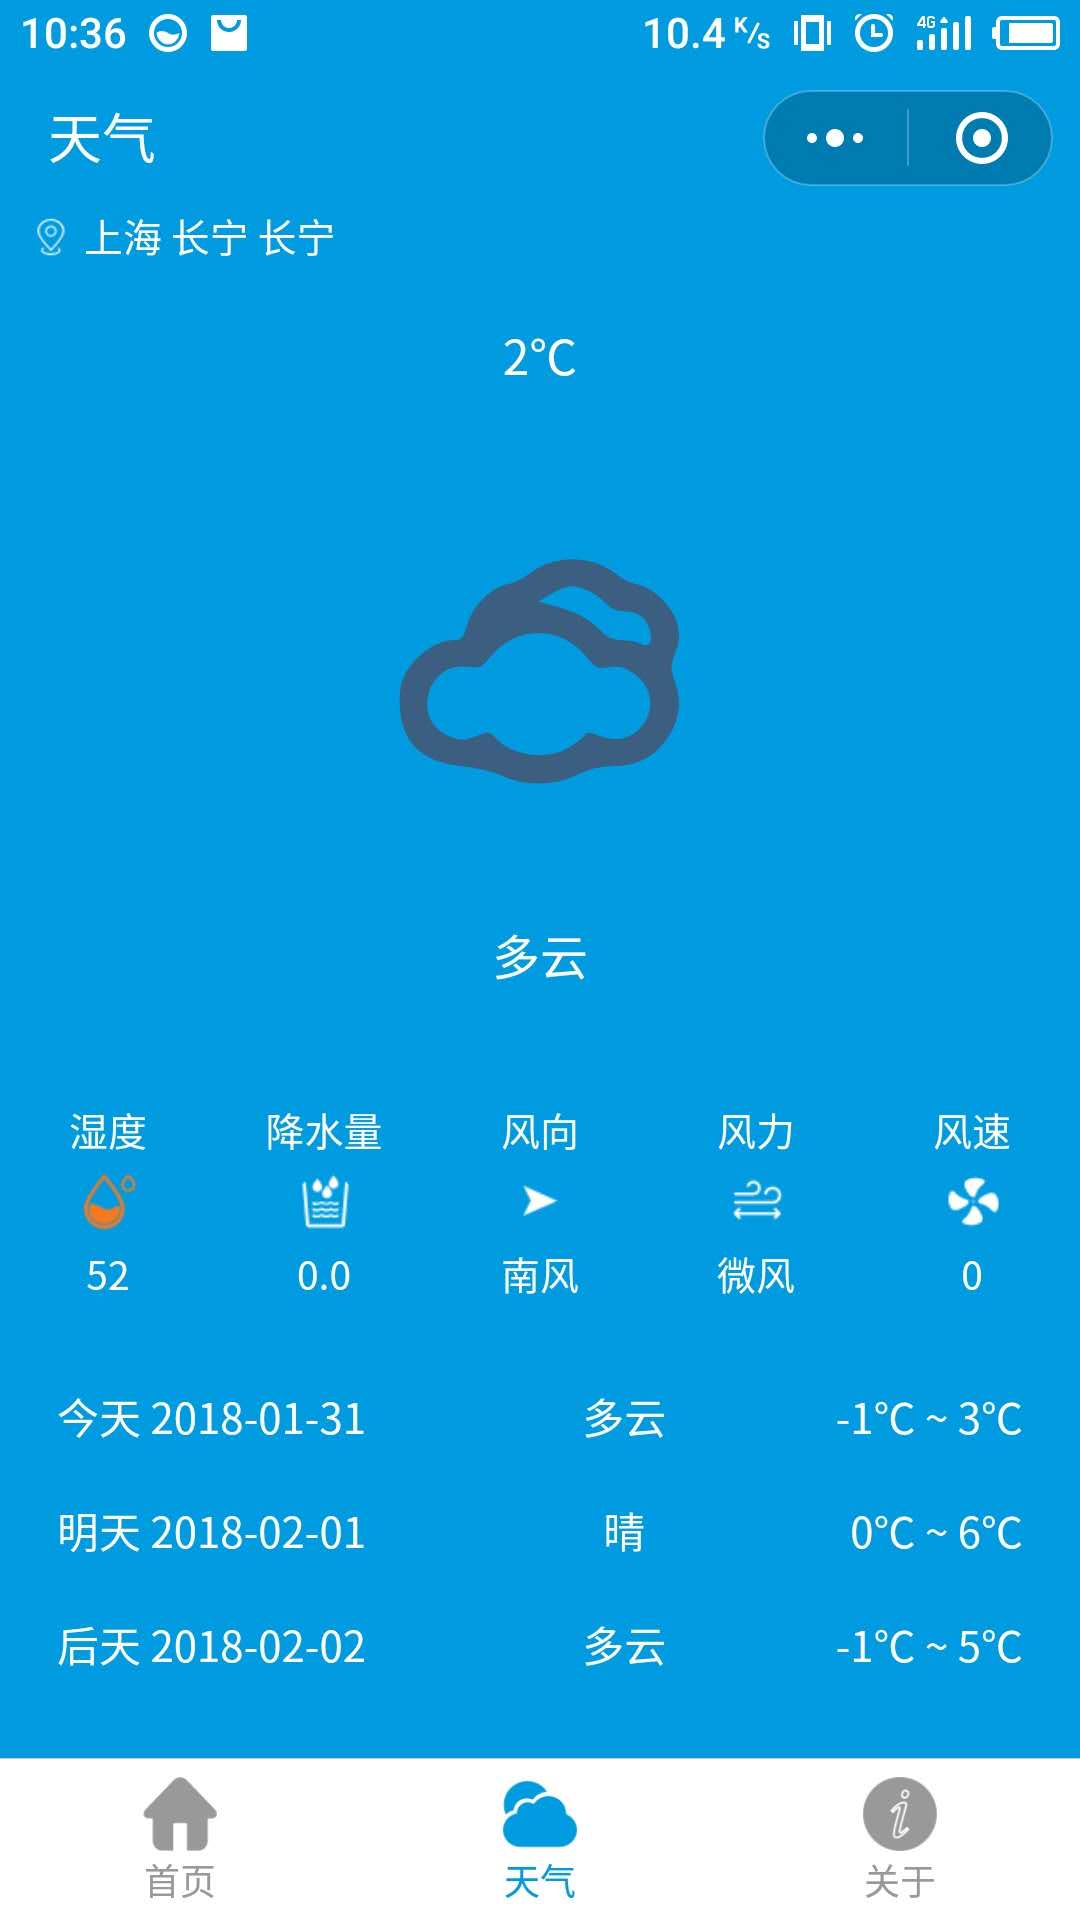 10:36 10.4 K/s 4G
天气
上海 长宁 长宁
2°C
多云
湿度 降水量 风向 风力 风速
52 0.0 南风 微风 0
今天 2018-01-31 多云 -1°C ~ 3°C
明天 2018-02-01 晴 0°C ~ 6°C
后天 2018-02-02 多云 -1°C ~ 5°C
首页 天气 关于